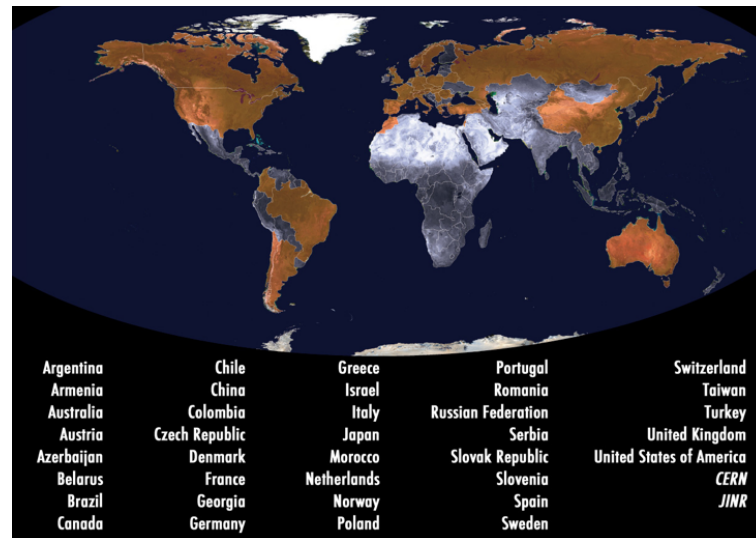 Argentina
Armenia
Australia
Austria
Azerbaijan
Belarus
Brazil
Canada
Chile
China
Colombia
Czech Republic
Denmark
France
Georgia
Germany
Greece
Israel
Italy
Japan
Morocco
Netherlands
Norway
Poland
Portugal
Romania
Russian Federation
Serbia
Slovak Republic
Slovenia
Spain
Sweden
Switzerland
Taiwan
Turkey
United Kingdom
United States of America
CERN
JINR